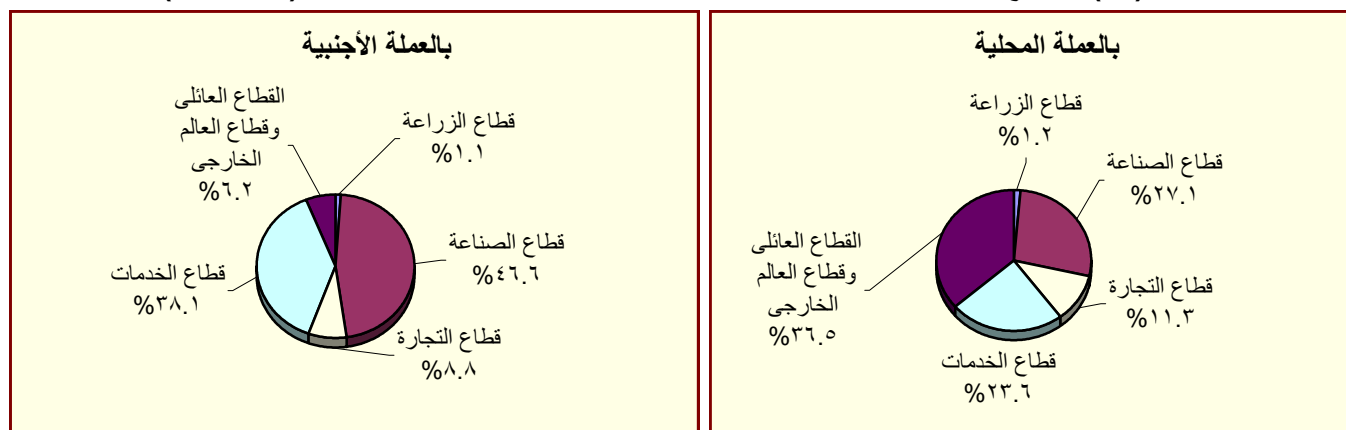 بالعملة المحلية
قطاع الزراعة
%١.٢
قطاع الصناعة
%٢٧.١
قطاع التجارة
%١١.٣
قطاع الخدمات
%٢٣.٦
القطاع العائلى
وقطاع العالم
الخارجى
%٣٦.٥
بالعملة الأجنبية
قطاع الزراعة
%١.١
قطاع الصناعة
%٤٦.٦
قطاع التجارة
%٨.٨
قطاع الخدمات
%٣٨.١
القطاع العائلى
وقطاع العالم
الخارجى
%٦.٢